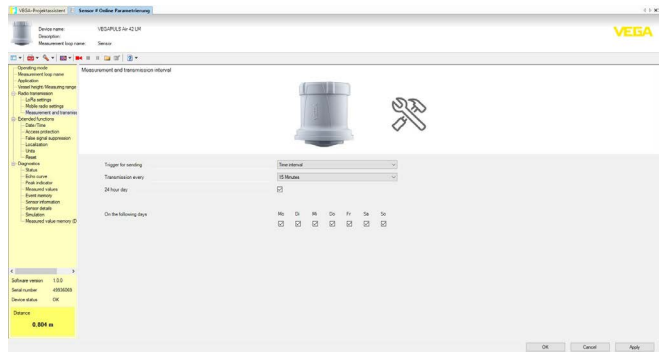 VEGA-Projektassistent
Sensor # Online Parametrierung
Device name: VEGAPULS Air 42 LM
Description:
Measurement loop name: Sensor
VEGA
Operating mode
Measurement loop name
Application
Vessel height/Measuring range
Radio transmission
LoRa settings
Mobile radio settings
Measurement and transmiss
Extended functions
Date/Time
Access protection
False signal suppression
Localisation
Units
Reset
Diagnostics
Status
Echo curve
Peak indicator
Measured values
Event memory
Sensor information
Sensor details
Simulation
Measured value memory (D
Software version 1.0.0
Serial number
Device status OK
Distance
0.804 m
Measurement and transmission interval
Trigger for sending Time interval
Transmission every 15 Minutes
24 hour day
On the following days Mo Di Mi Do Fr Sa So
OK Cancel Apply